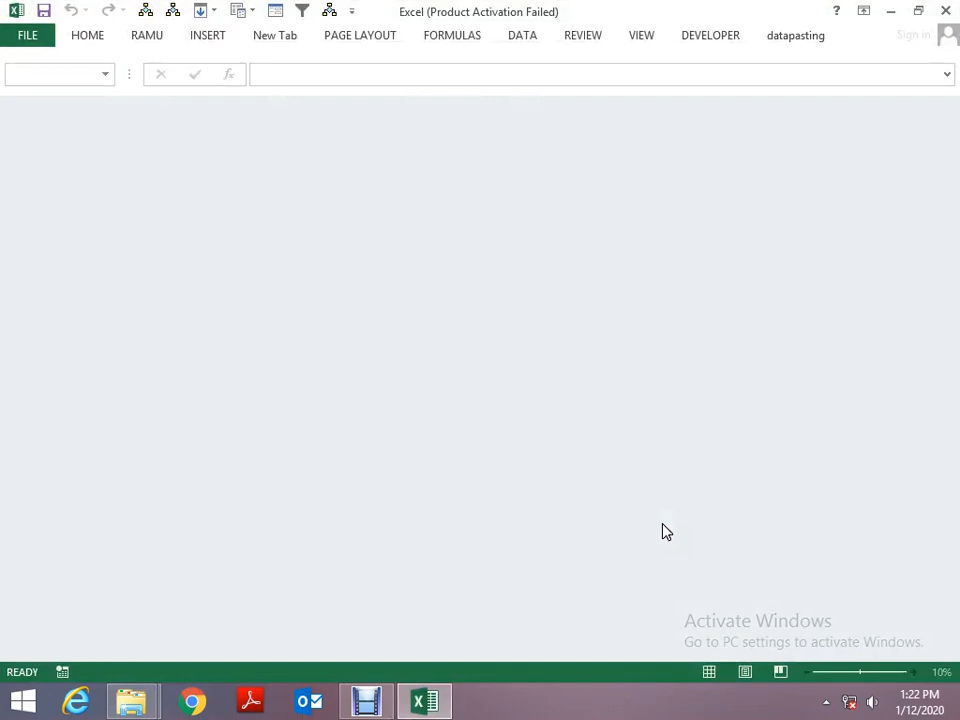 Excel (Product Activation Failed)
?
FILE HOME RAMU INSERT New Tab PAGE LAYOUT FORMULAS DATA REVIEW VIEW DEVELOPER datapasting Sign in
fx
Activate Windows
Go to PC settings to activate Windows.
READY 10%
1:22 PM
1/12/2020